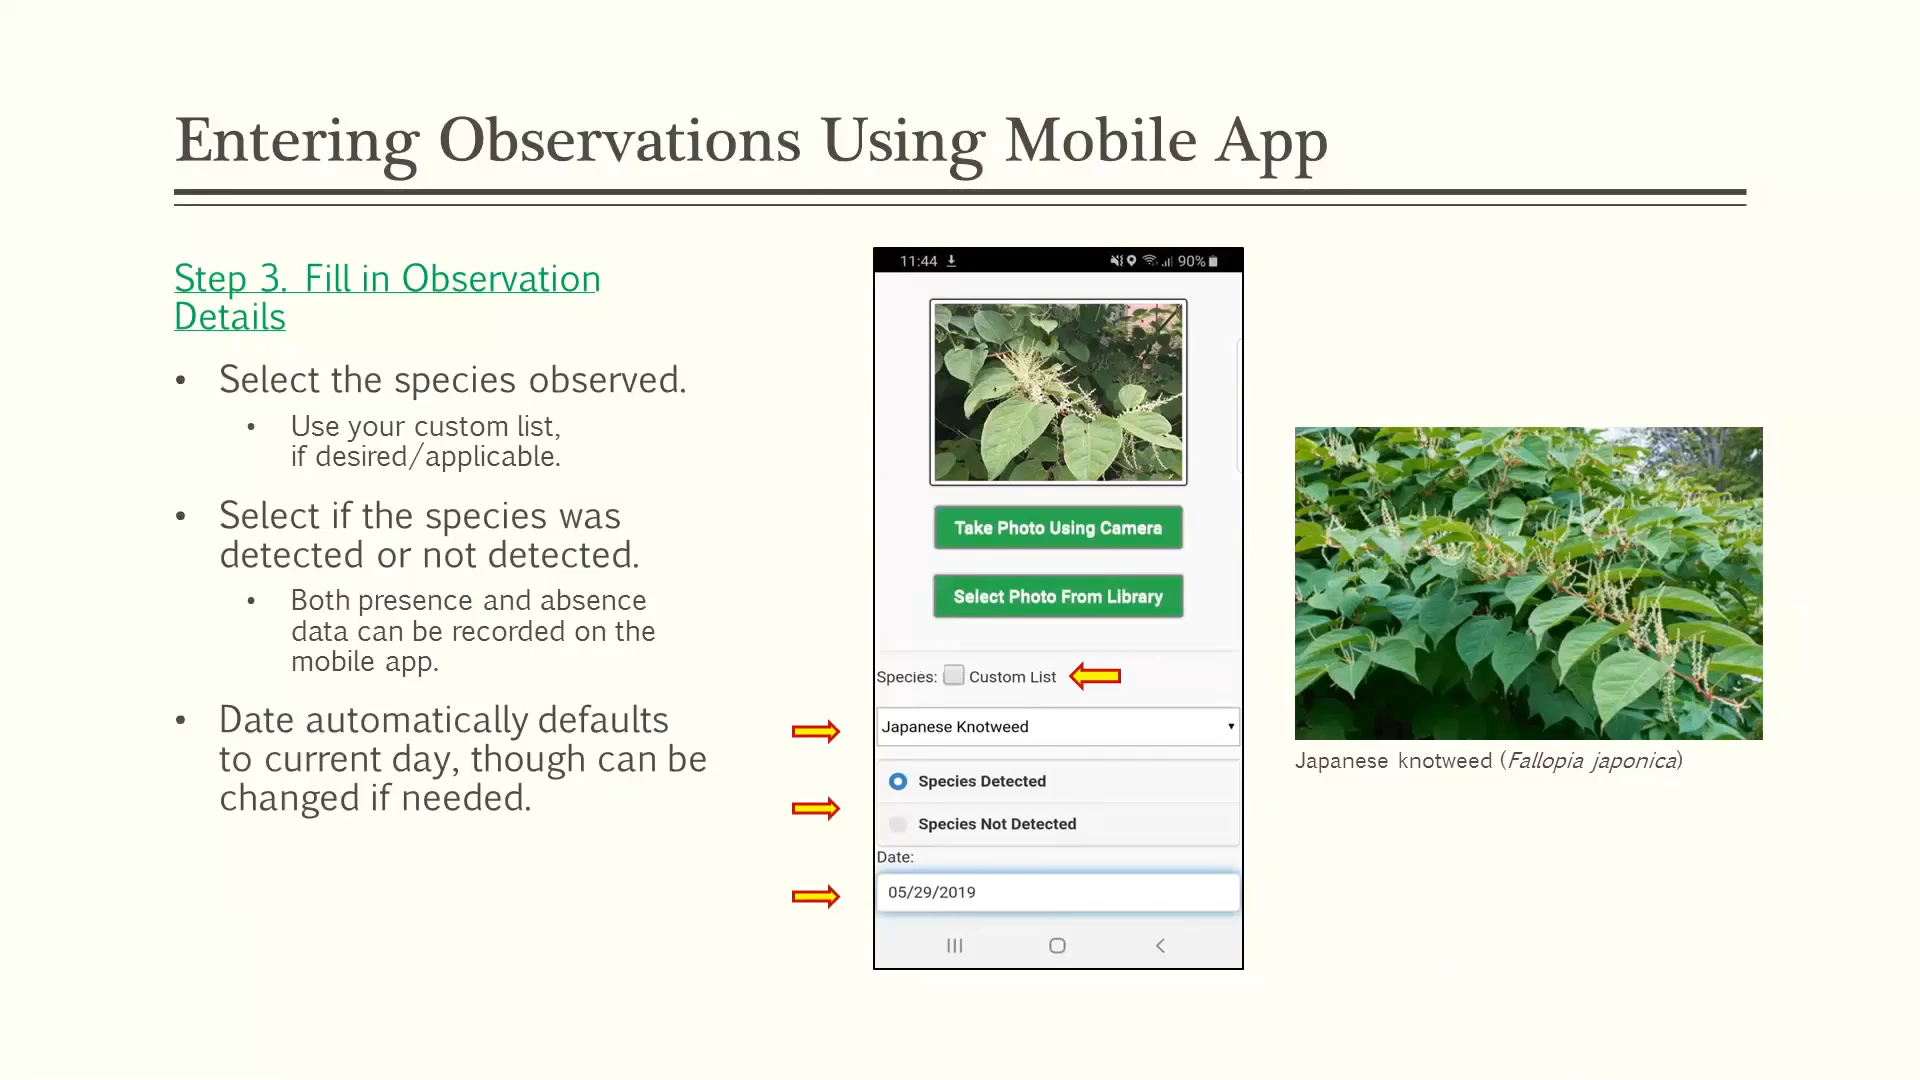 Entering Observations Using Mobile App
Step 3. Fill in Observation
Details
• Select the species observed.
• Use your custom list,
if desired/applicable.
• Select if the species was
detected or not detected.
• Both presence and absence
data can be recorded on the
mobile app.
• Date automatically defaults
to current day, though can be
changed if needed.
11:44 90%
Take Photo Using Camera
Select Photo From Library
Species: Custom List
Japanese Knotweed
Species Detected
Species Not Detected
Date:
05/29/2019
Japanese knotweed (Fallopia japonica)